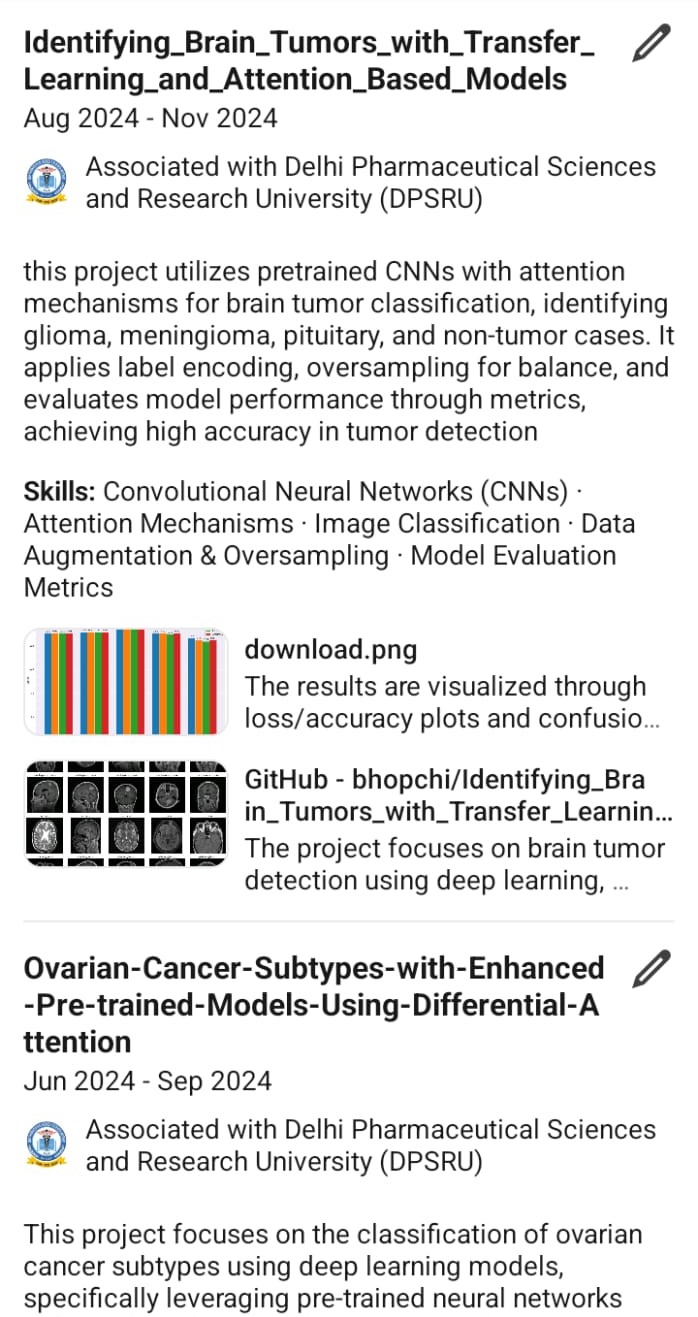 Identifying_Brain_Tumors_with_Transfer_
Learning_and_Attention_Based_Models
Aug 2024 - Nov 2024
Associated with Delhi Pharmaceutical Sciences
and Research University (DPSRU)
this project utilizes pretrained CNNs with attention
mechanisms for brain tumor classification, identifying
glioma, meningioma, pituitary, and non-tumor cases. It
applies label encoding, oversampling for balance, and
evaluates model performance through metrics,
achieving high accuracy in tumor detection
Skills: Convolutional Neural Networks (CNNs) ·
Attention Mechanisms · Image Classification · Data
Augmentation & Oversampling · Model Evaluation
Metrics
download.png
The results are visualized through
loss/accuracy plots and confusio...
GitHub - bhopchi/Identifying_Bra
in_Tumors_with_Transfer_Learnin...
The project focuses on brain tumor
detection using deep learning, ...
Ovarian-Cancer-Subtypes-with-Enhanced
-Pre-trained-Models-Using-Differential-A
ttention
Jun 2024 - Sep 2024
Associated with Delhi Pharmaceutical Sciences
and Research University (DPSRU)
This project focuses on the classification of ovarian
cancer subtypes using deep learning models,
specifically leveraging pre-trained neural networks